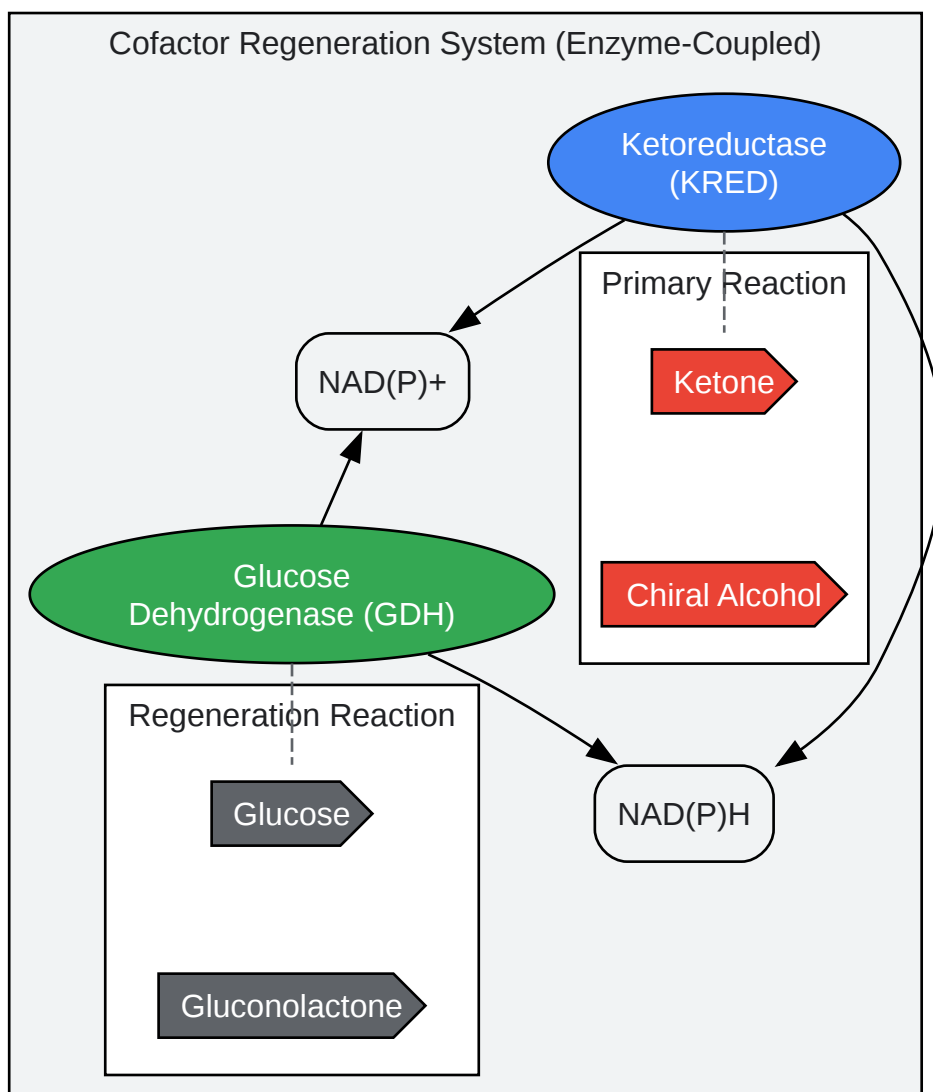 Cofactor Regeneration System (Enzyme-Coupled)
Ketoreductase
(KRED)
Primary Reaction
Ketone
NAD(P)+
Glucose
Dehydrogenase (GDH)
Chiral Alcohol
Regeneration Reaction
Glucose
NAD(P)H
Gluconolactone